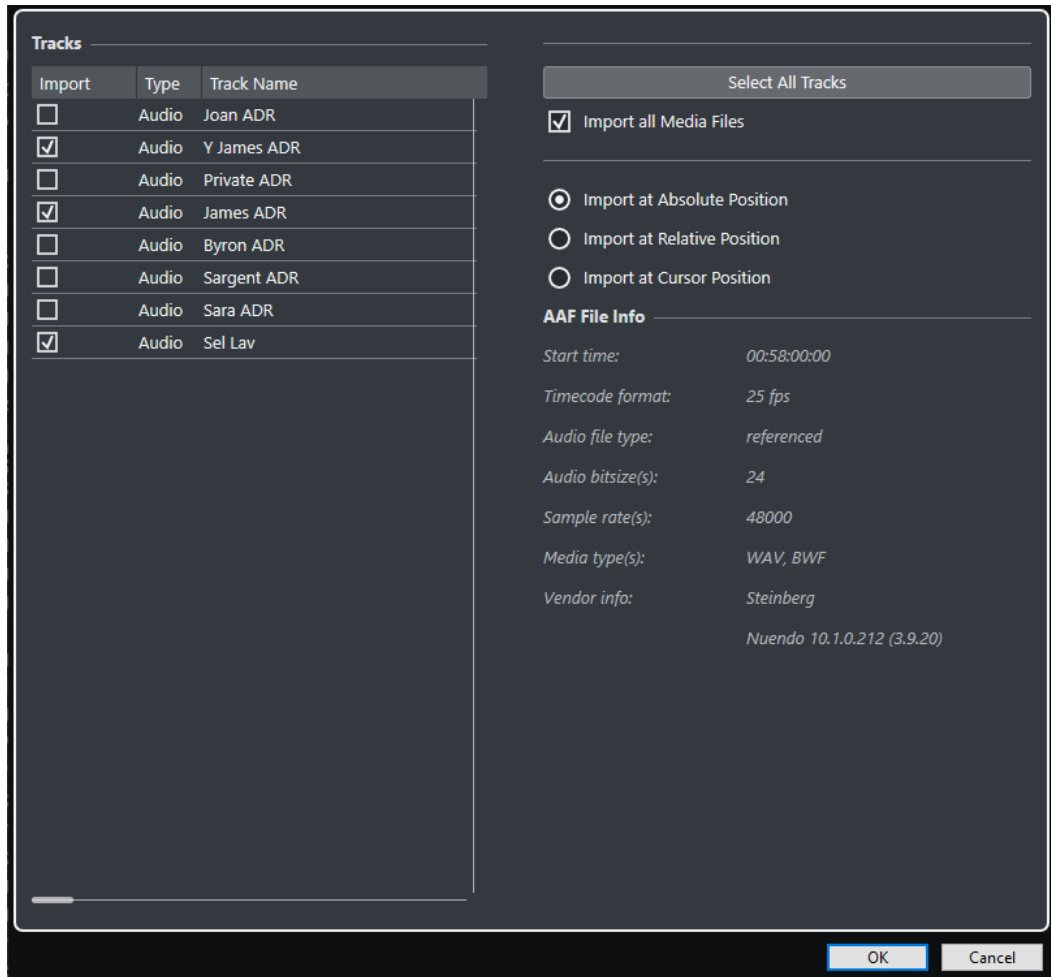 Tracks
Import Type Track Name
Audio Joan ADR
Audio Y James ADR
Audio Private ADR
Audio James ADR
Audio Byron ADR
Audio Sargent ADR
Audio Sara ADR
Audio Sel Lav
Select All Tracks
Import all Media Files
Import at Absolute Position
Import at Relative Position
Import at Cursor Position
AAF File Info
Start time: 00:58:00:00
Timecode format: 25 fps
Audio file type: referenced
Audio bitsize(s): 24
Sample rate(s): 48000
Media type(s): WAV, BWF
Vendor info: Steinberg
Nuendo 10.1.0.212 (3.9.20)
OK Cancel